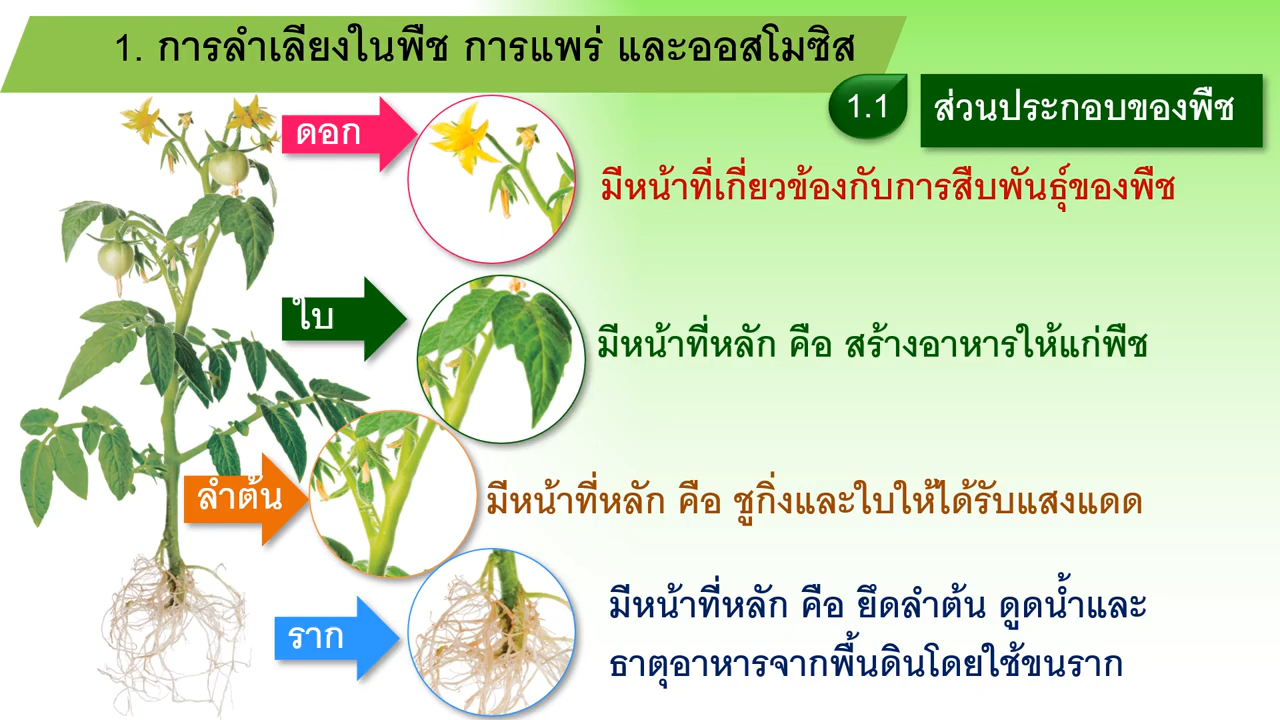 1. การลำเลียงในพืช การแพร่ และออสโมซิส
1.1 ส่วนประกอบของพืช
ดอก
มีหน้าที่เกี่ยวข้องกับการสืบพันธุ์ของพืช
ใบ
มีหน้าที่หลัก คือ สร้างอาหารให้แก่พืช
ลำต้น
มีหน้าที่หลัก คือ ชูกิ่งและใบให้ได้รับแสงแดด
ราก
มีหน้าที่หลัก คือ ยึดลำต้น ดูดน้ำและ
ธาตุอาหารจากพื้นดินโดยใช้ขนราก